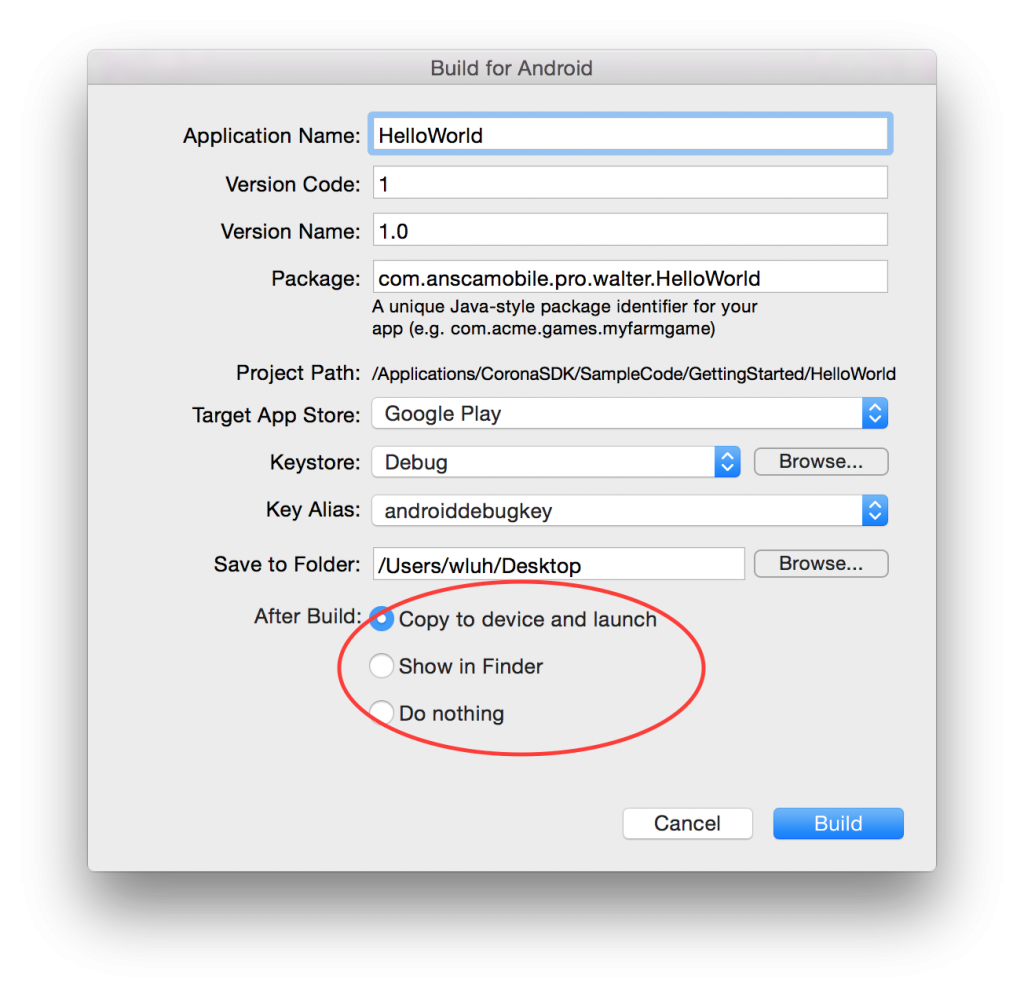 Build for Android
Application Name: HelloWorld
Version Code: 1
Version Name: 1.0
Package: com.anscamobile.pro.walter.HelloWorld
A unique Java-style package identifier for your
app (e.g. com.acme.games.myfarmgame)
Project Path: /Applications/CoronaSDK/SampleCode/GettingStarted/HelloWorld
Target App Store: Google Play
Keystore: Debug Browse...
Key Alias: androiddebugkey
Save to Folder: /Users/wluh/Desktop Browse...
After Build: Copy to device and launch
Show in Finder
Do nothing
Cancel Build